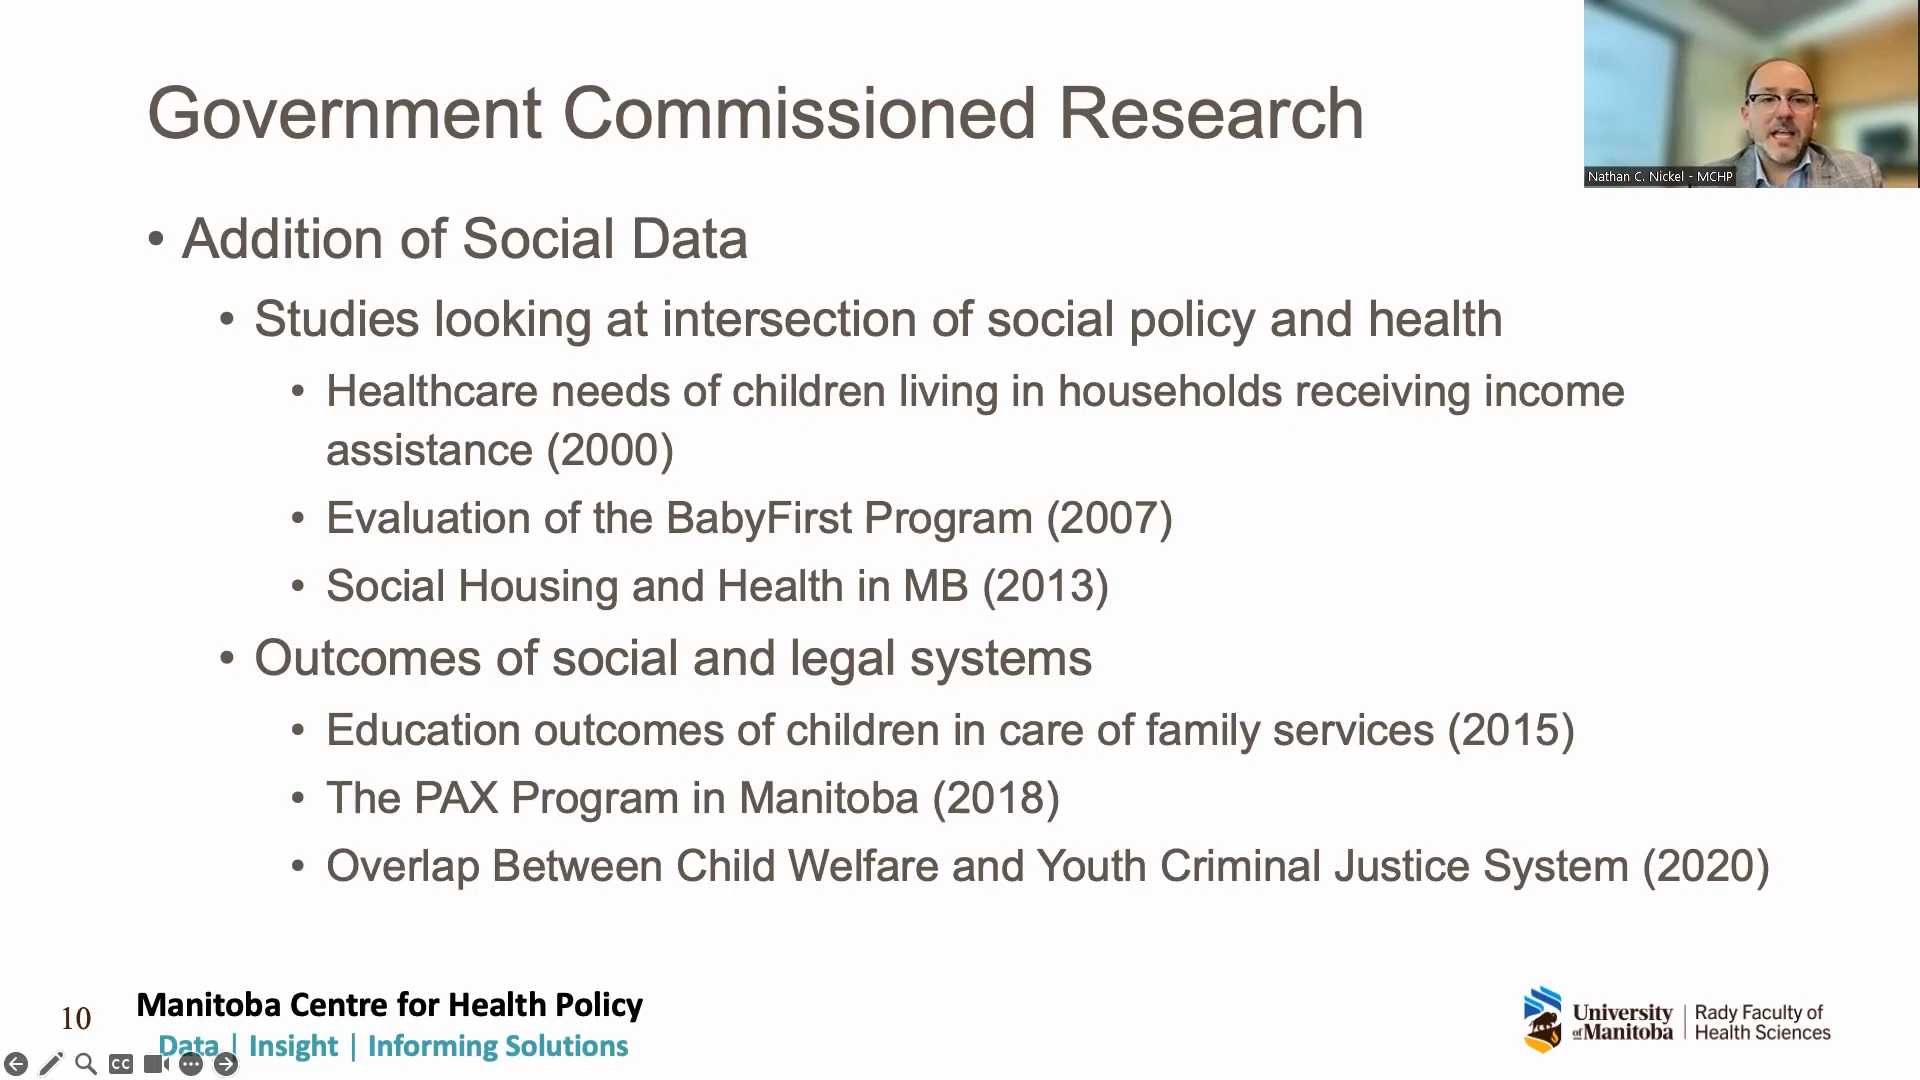 Government Commissioned Research
Nathan C. Nickel - MCHP
• Addition of Social Data
• Studies looking at intersection of social policy and health
• Healthcare needs of children living in households receiving income
assistance (2000)
• Evaluation of the BabyFirst Program (2007)
• Social Housing and Health in MB (2013)
• Outcomes of social and legal systems
• Education outcomes of children in care of family services (2015)
• The PAX Program in Manitoba (2018)
• Overlap Between Child Welfare and Youth Criminal Justice System (2020)
10
Manitoba Centre for Health Policy
Data | Insight | Informing Solutions
CC
University
of Manitoba
Rady Faculty of
Health Sciences